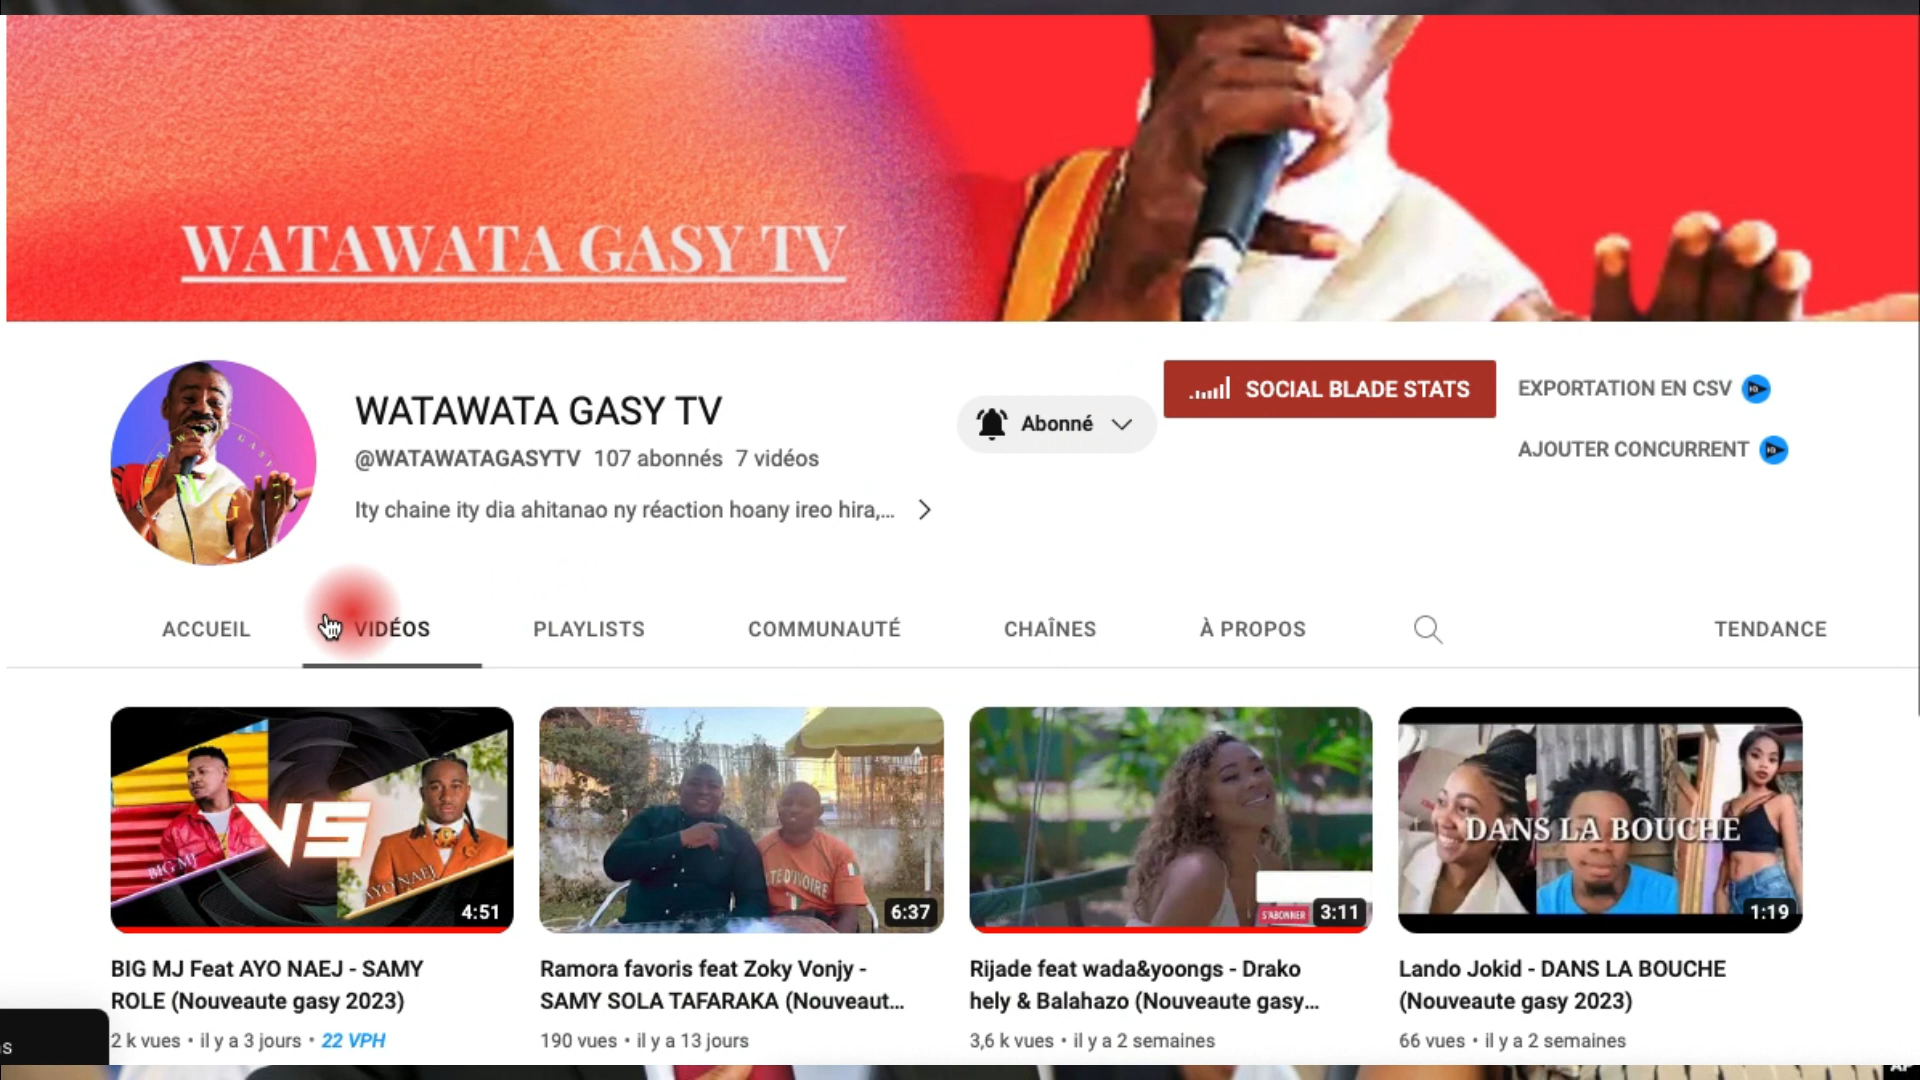 WATAWATA GASY TV
WATAWATA GASY TV
@WATAWATAGASYTV 107 abonnés 7 vidéos
Ity chaine ity dia ahitanao ny réaction hoany ireo hira,...
Abonné
SOCIAL BLADE STATS
EXPORTATION EN CSV
AJOUTER CONCURRENT
ACCUEIL VIDÉOS PLAYLISTS COMMUNAUTÉ CHAÎNES À PROPOS TENDANCE
VS
BIG MJ
AYO NAEJ
4:51
6:37
S'ABONNER
3:11
DANS LA BOUCHE
1:19
BIG MJ Feat AYO NAEJ - SAMY
ROLE (Nouveaute gasy 2023)
2 k vues • il y a 3 jours • 22 VPH
Ramora favoris feat Zoky Vonjy -
SAMY SOLA TAFARAKA (Nouveaut...
190 vues • il y a 13 jours
Rijade feat wada&yoongs - Drako
hely & Balahazo (Nouveaute gasy...
3,6 k vues • il y a 2 semaines
Lando Jokid - DANS LA BOUCHE
(Nouveaute gasy 2023)
66 vues • il y a 2 semaines